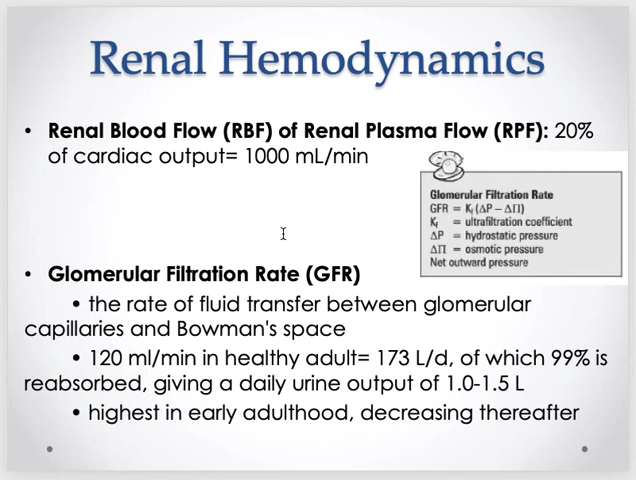 Renal Hemodynamics
• Renal Blood Flow (RBF) of Renal Plasma Flow (RPF): 20%
of cardiac output= 1000 mL/min
Glomerular Filtration Rate
GFR = Kf (ΔP – ΔΠ)
Kf = ultrafiltration coefficient
ΔP = hydrostatic pressure
ΔΠ = osmotic pressure
Net outward pressure
• Glomerular Filtration Rate (GFR)
• the rate of fluid transfer between glomerular
capillaries and Bowman's space
• 120 ml/min in healthy adult= 173 L/d, of which 99% is
reabsorbed, giving a daily urine output of 1.0-1.5 L
• highest in early adulthood, decreasing thereafter